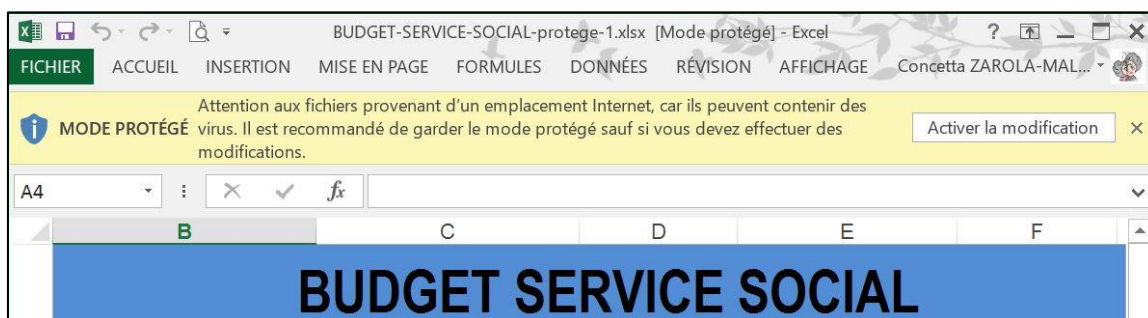 BUDGET-SERVICE-SOCIAL-protege-1.xlsx [Mode protégé] - Excel ?
FICHIER ACCUEIL INSERTION MISE EN PAGE FORMULES DONNÉES RÉVISION AFFICHAGE Concetta ZAROLA-MAL...
MODE PROTÉGÉ Attention aux fichiers provenant d'un emplacement Internet, car ils peuvent contenir des
virus. Il est recommandé de garder le mode protégé sauf si vous devez effectuer des
modifications.
Activer la modification
A4 fx
B C D E F
BUDGET SERVICE SOCIAL